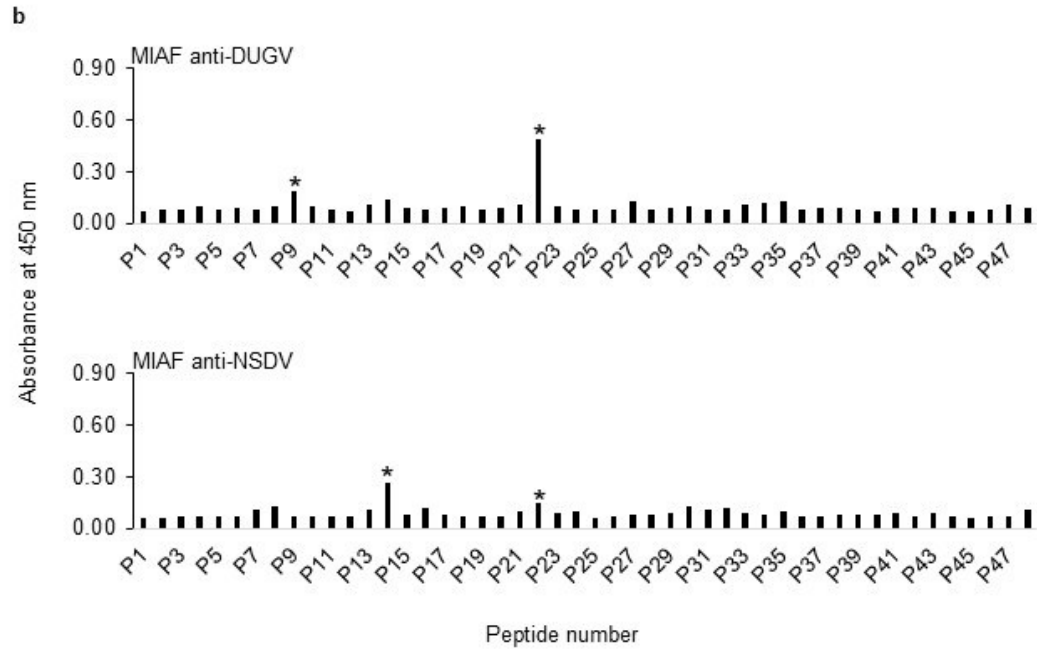 b
MIAF anti-DUGV
0.90
0.60
0.30
0.00
* *
P1 P3 P5 P7 P9 P11 P13 P15 P17 P19 P21 P23 P25 P27 P29 P31 P33 P35 P37 P39 P41 P43 P45 P47
Absorbance at 450 nm
MIAF anti-NSDV
0.90
0.60
0.30
0.00
* *
P1 P3 P5 P7 P9 P11 P13 P15 P17 P19 P21 P23 P25 P27 P29 P31 P33 P35 P37 P39 P41 P43 P45 P47
Peptide number